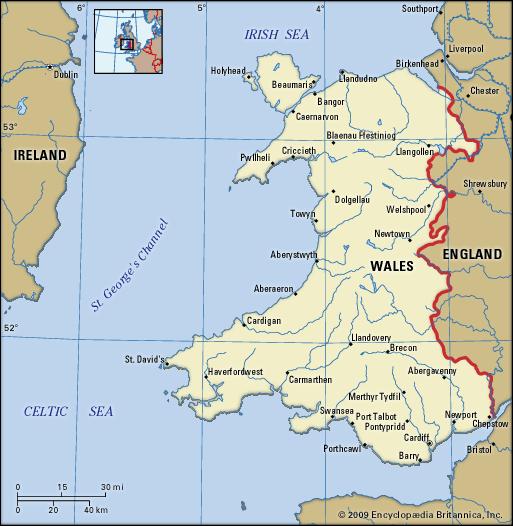 5°
4°
Southport
IRISH SEA
Liverpool
Birkenhead
Dublin
Holyhead
Llandudno
Beaumaris
Bangor
Chester
Caernarvon
53°
Blaenau Ffestiniog
IRELAND
Criccieth
Llangollen
Pwllheli
Shrewsbury
Dolgellau
Welshpool
Towyn
Newtown
St. George's Channel
Aberystwyth
WALES
ENGLAND
Aberaeron
Cardigan
52°
Llandovery
Brecon
St. David's
Haverfordwest
Carmarthen
Abergavenny
Merthyr Tydfil
CELTIC SEA
Swansea
Port Talbot
Newport
Pontypridd
Chepstow
Cardiff
Porthcawl
Barry
Bristol
0 15 30 mi
0 20 40 km
5°
4°
3°
© 2009 Encyclopædia Britannica, Inc.